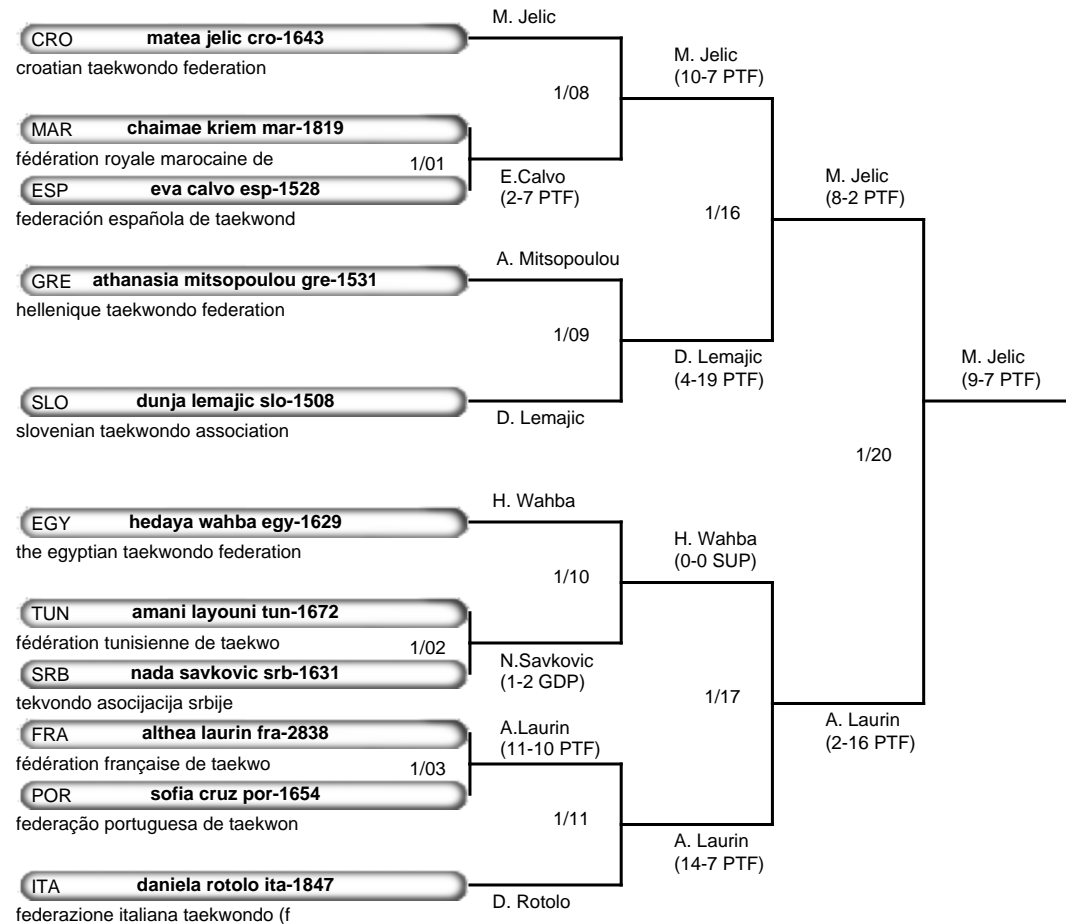 M. Jelic
CRO matea jelic cro-1643
croatian taekwondo federation
M. Jelic
(10-7 PTF)
1/08
MAR chaimae kriem mar-1819
fédération royale marocaine de
1/01
ESP eva calvo esp-1528
federación española de taekwond
E.Calvo
(2-7 PTF)
M. Jelic
(8-2 PTF)
1/16
A. Mitsopoulou
GRE athanasia mitsopoulou gre-1531
hellenique taekwondo federation
1/09
D. Lemajic
(4-19 PTF)
M. Jelic
(9-7 PTF)
SLO dunja lemajic slo-1508
slovenian taekwondo association
D. Lemajic
1/20
H. Wahba
EGY hedaya wahba egy-1629
the egyptian taekwondo federation
H. Wahba
(0-0 SUP)
1/10
TUN amani layouni tun-1672
fédération tunisienne de taekwo
1/02
SRB nada savkovic srb-1631
tekvondo asocijacija srbije
N.Savkovic
(1-2 GDP)
1/17
FRA althea laurin fra-2838
fédération française de taekwo
A.Laurin
(11-10 PTF)
A. Laurin
(2-16 PTF)
1/03
POR sofia cruz por-1654
federação portuguesa de taekwon
1/11
A. Laurin
(14-7 PTF)
ITA daniela rotolo ita-1847
federazione italiana taekwondo (f
D. Rotolo